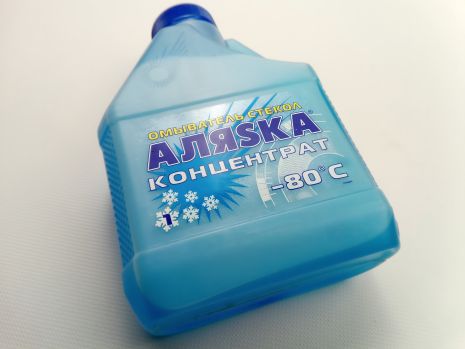 ОМЫВАТЕЛЬ СТЕКОЛ
АЛЯSKA®
КОНЦЕНТРАТ
-80°C
1